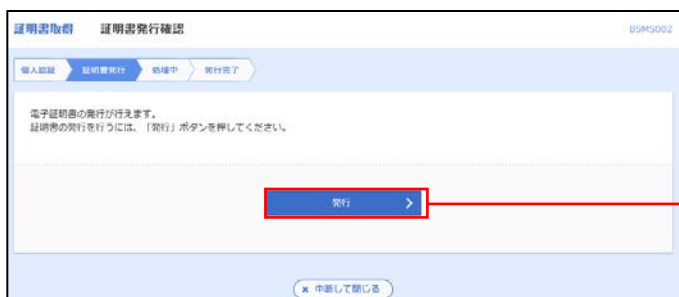 証明書取得 証明書発行確認 BSMS002
個人認証 証明書発行 処理中 発行完了
電子証明書の発行が行えます。
証明書の発行を行うには、「発行」ボタンを押してください。
発行
× 中断して閉じる